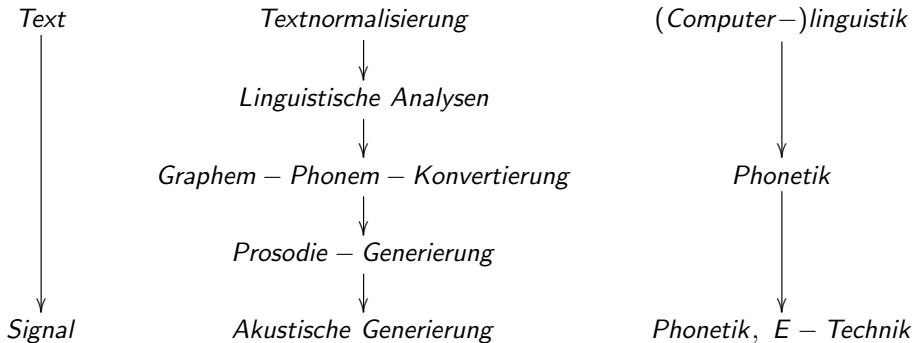 Text Textnormalisierung (Computer−)linguistik
Linguistische Analysen
Graphem − Phonem − Konvertierung Phonetik
Prosodie − Generierung
Signal Akustische Generierung Phonetik, E − Technik